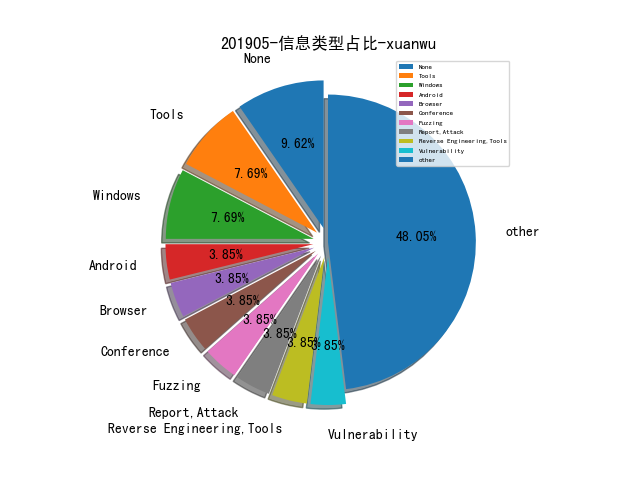 201905-信息类型占比-xuanwu
None
Tools
Windows
Android
Browser
Conference
Fuzzing
Report,Attack
Reverse Engineering,Tools
Vulnerability
other
9.62%
7.69%
7.69%
3.85%
3.85%
3.85%
3.85%
3.85%
3.85%
3.85%
48.05%
None
Tools
Windows
Android
Browser
Conference
Fuzzing
Report,Attack
Reverse Engineering,Tools
Vulnerability
other